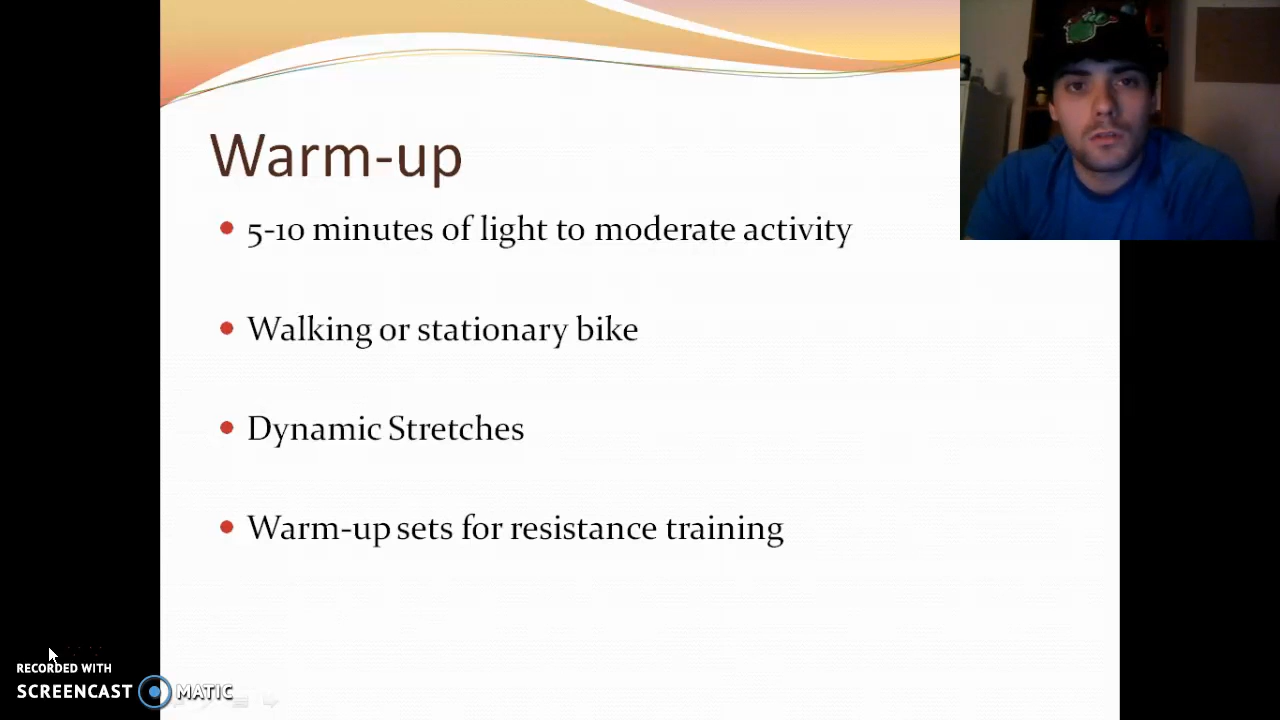 Warm-up
5-10 minutes of light to moderate activity
Walking or stationary bike
Dynamic Stretches
Warm-up sets for resistance training
RECORDED WITH
SCREENCAST MATIC